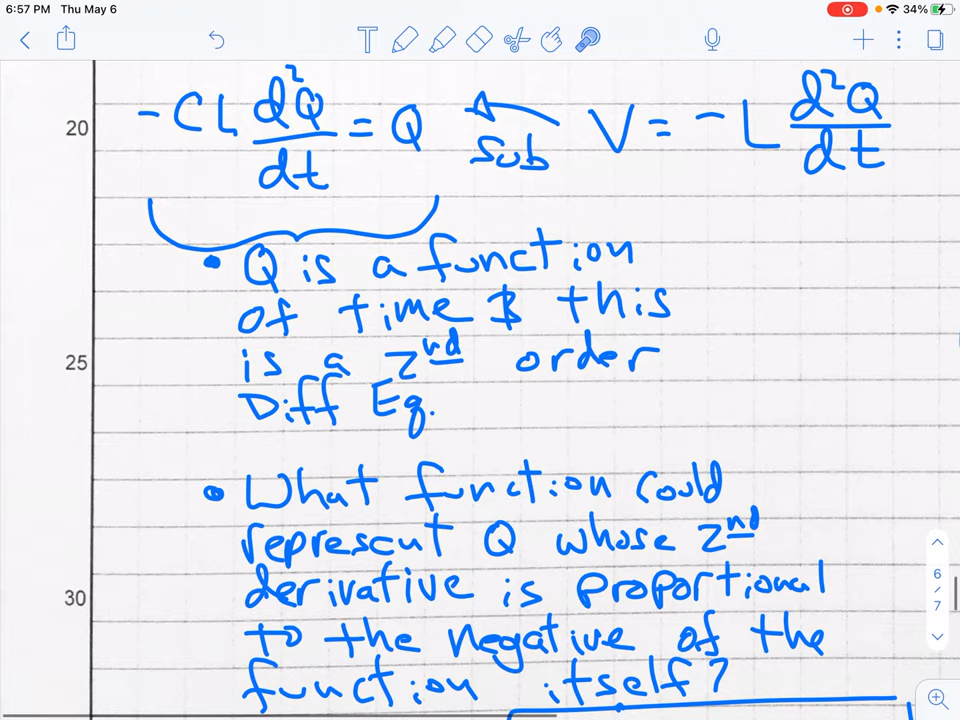 6:57 PM Thu May 6
34%
20
-CL d²Q/dt = Q
Sub
V = -L d²Q/dt
• Q is a function
of time & this
25
is a 2nd order
Diff Eq.
• What function could
represent Q whose 2nd
30
derivative is proportional
to the negative of the
function itself?
6
/
7